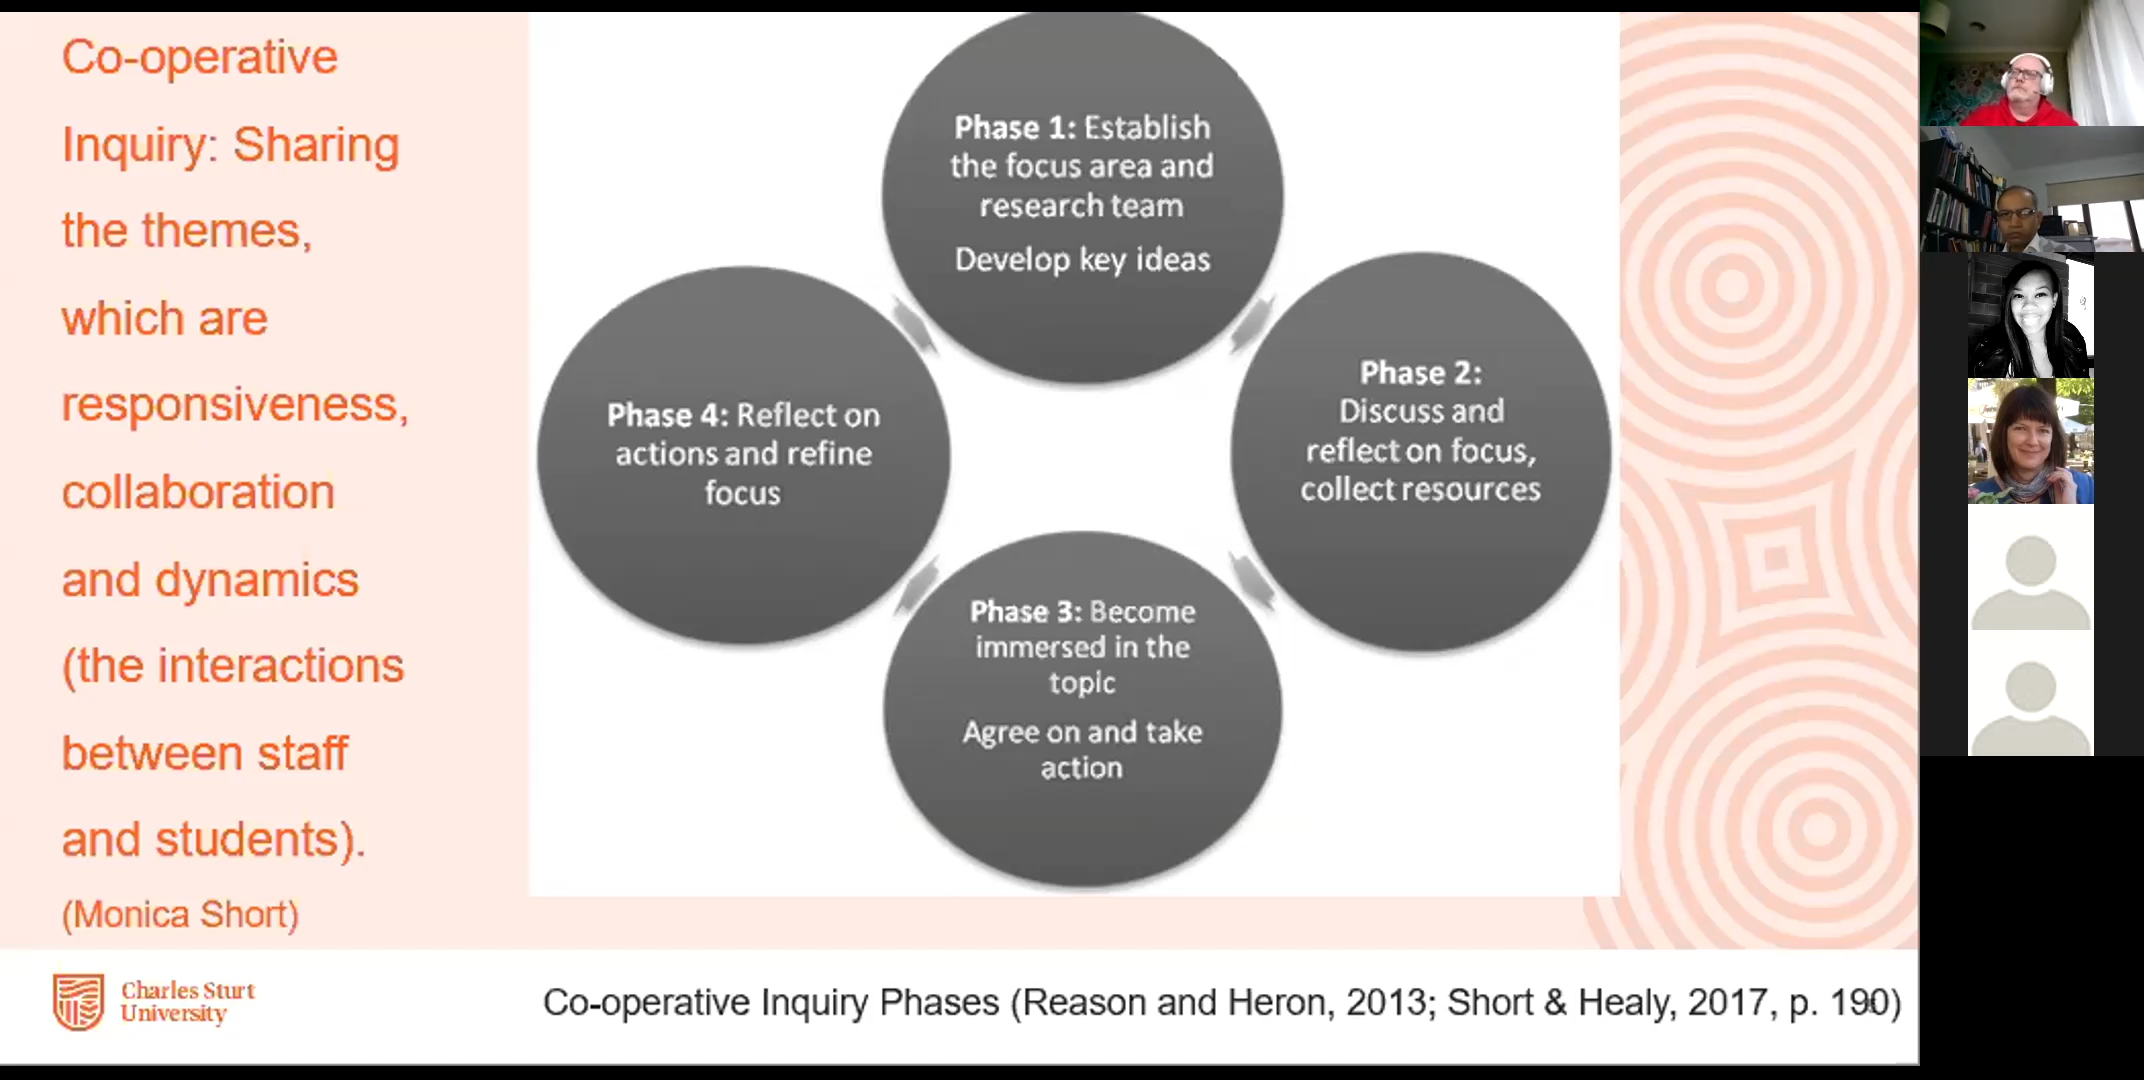 Co-operative
Inquiry: Sharing
the themes,
which are
responsiveness,
collaboration
and dynamics
(the interactions
between staff
and students).
(Monica Short)
Phase 1: Establish
the focus area and
research team
Develop key ideas
Phase 2:
Discuss and
reflect on focus,
collect resources
Phase 3: Become
immersed in the
topic
Agree on and take
action
Phase 4: Reflect on
actions and refine
focus
Charles Sturt
University
Co-operative Inquiry Phases (Reason and Heron, 2013; Short & Healy, 2017, p. 190)